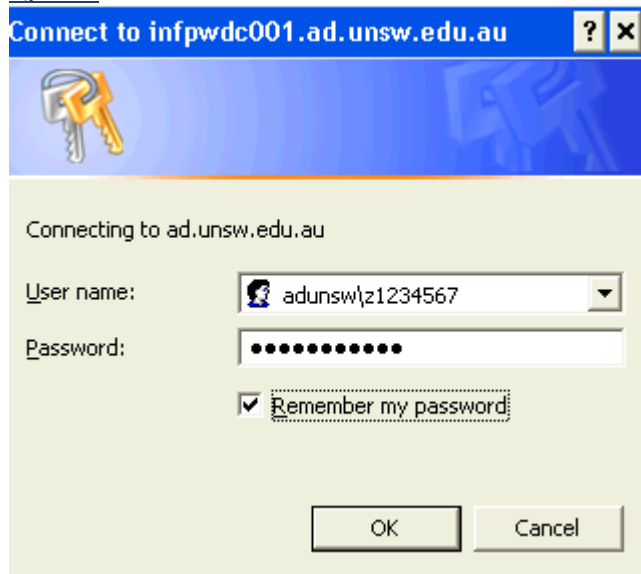 Connect to infpwdc001.ad.unsw.edu.au ? ×
Connecting to ad.unsw.edu.au
User name: adunsw\z1234567
Password: ●●●●●●●●●●●
Remember my password
OK Cancel